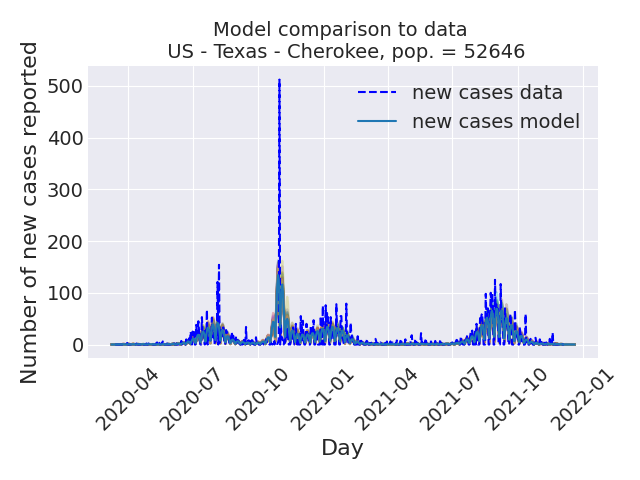 Model comparison to data
US - Texas - Cherokee, pop. = 52646
Number of new cases reported
500
400
300
200
100
0
new cases data
new cases model
2020-04
2020-07
2020-10
2021-01
2021-04
2021-07
2021-10
2022-01
Day